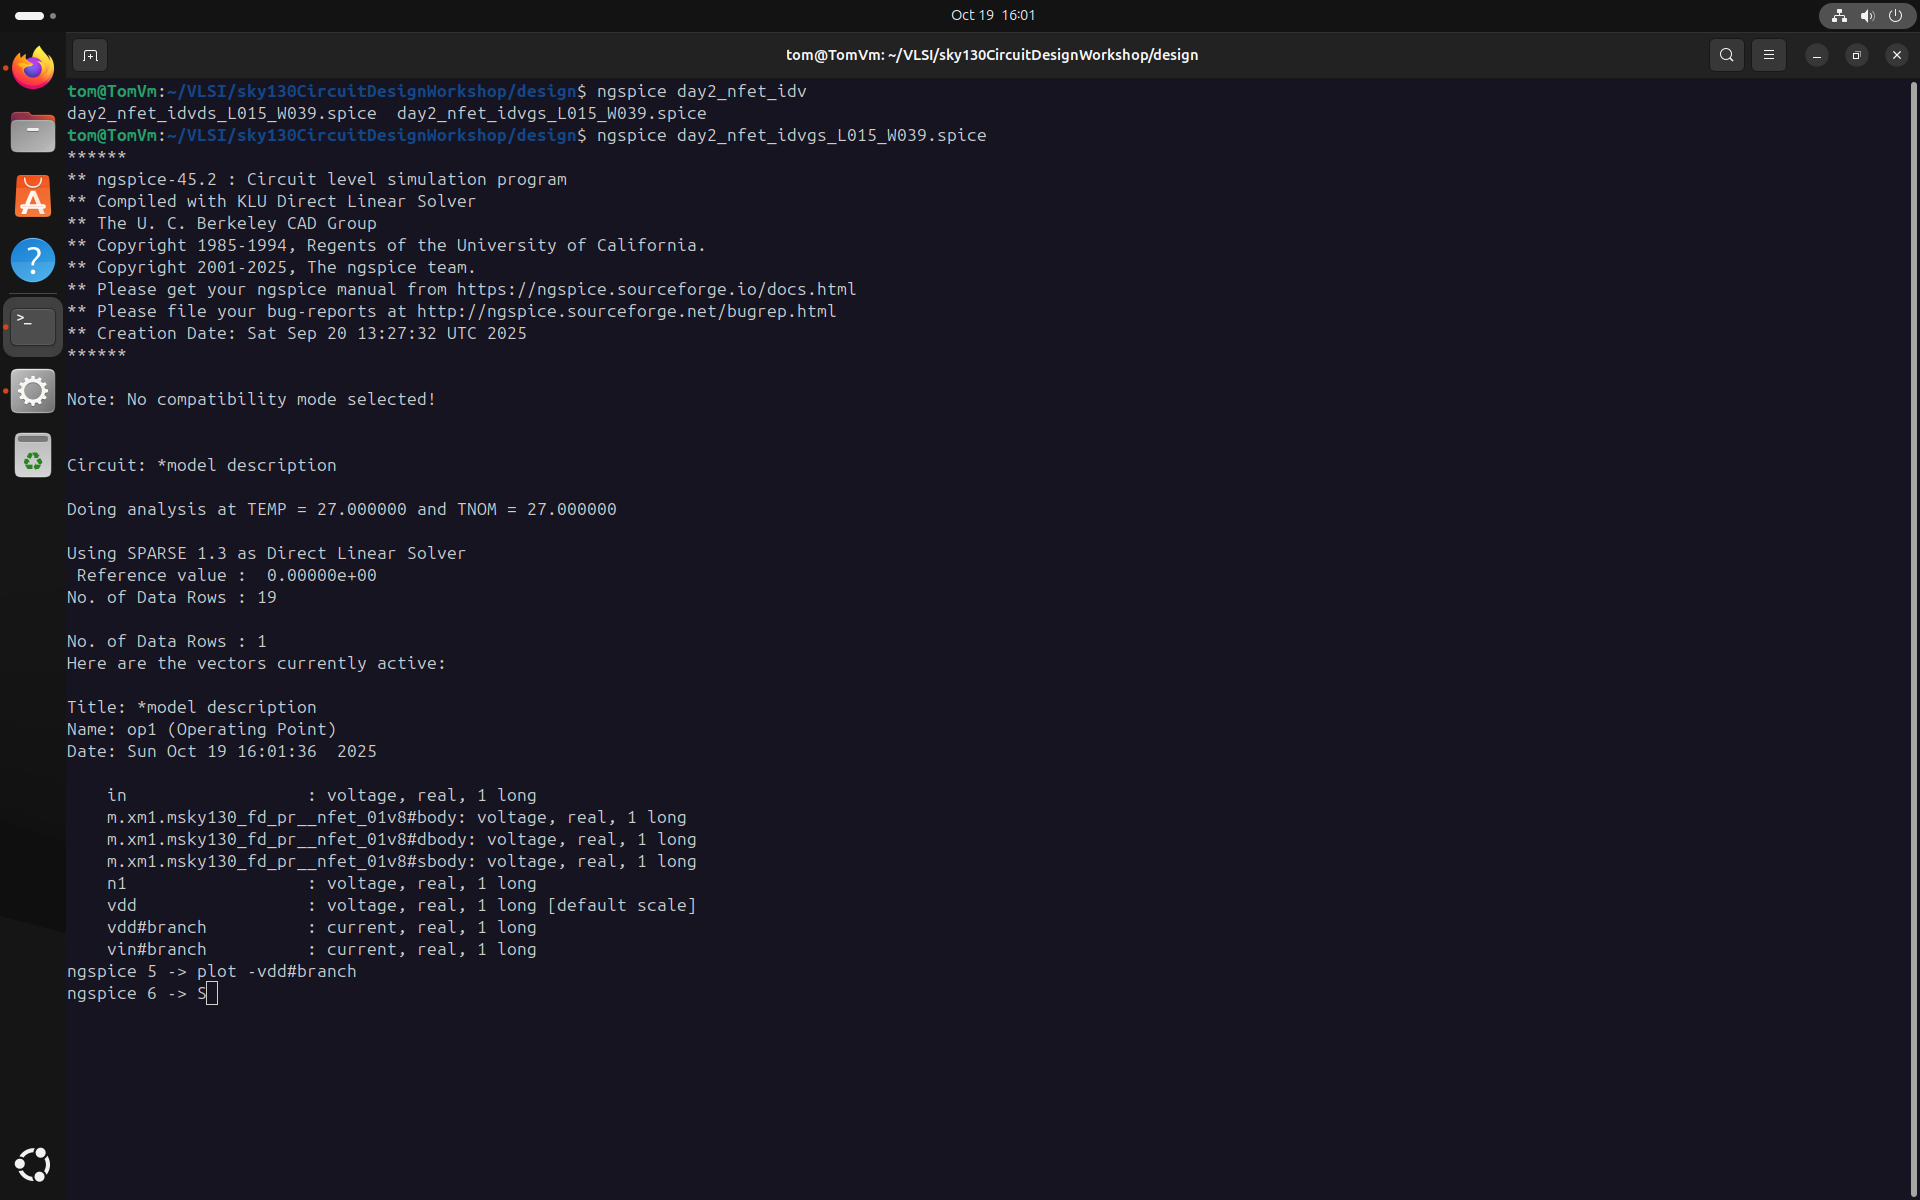 Oct 19 16:01
tom@TomVm: ~/VLSI/sky130CircuitDesignWorkshop/design
tom@TomVm:~/VLSI/sky130CircuitDesignWorkshop/design$ ngspice day2_nfet_idv
day2_nfet_idvds_L015_W039.spice  day2_nfet_idvgs_L015_W039.spice
tom@TomVm:~/VLSI/sky130CircuitDesignWorkshop/design$ ngspice day2_nfet_idvgs_L015_W039.spice
******
** ngspice-45.2 : Circuit level simulation program
** Compiled with KLU Direct Linear Solver
** The U. C. Berkeley CAD Group
** Copyright 1985-1994, Regents of the University of California.
** Copyright 2001-2025, The ngspice team.
** Please get your ngspice manual from https://ngspice.sourceforge.io/docs.html
** Please file your bug-reports at http://ngspice.sourceforge.net/bugrep.html
** Creation Date: Sat Sep 20 13:27:32 UTC 2025
******
Note: No compatibility mode selected!
Circuit: *model description
Doing analysis at TEMP = 27.000000 and TNOM = 27.000000
Using SPARSE 1.3 as Direct Linear Solver
 Reference value :  0.00000e+00
No. of Data Rows : 19
No. of Data Rows : 1
Here are the vectors currently active:
Title: *model description
Name: op1 (Operating Point)
Date: Sun Oct 19 16:01:36  2025
    in                  : voltage, real, 1 long
    m.xm1.msky130_fd_pr__nfet_01v8#body: voltage, real, 1 long
    m.xm1.msky130_fd_pr__nfet_01v8#dbody: voltage, real, 1 long
    m.xm1.msky130_fd_pr__nfet_01v8#sbody: voltage, real, 1 long
    n1                  : voltage, real, 1 long
    vdd                 : voltage, real, 1 long [default scale]
    vdd#branch          : current, real, 1 long
    vin#branch          : current, real, 1 long
ngspice 5 -> plot -vdd#branch
ngspice 6 -> S